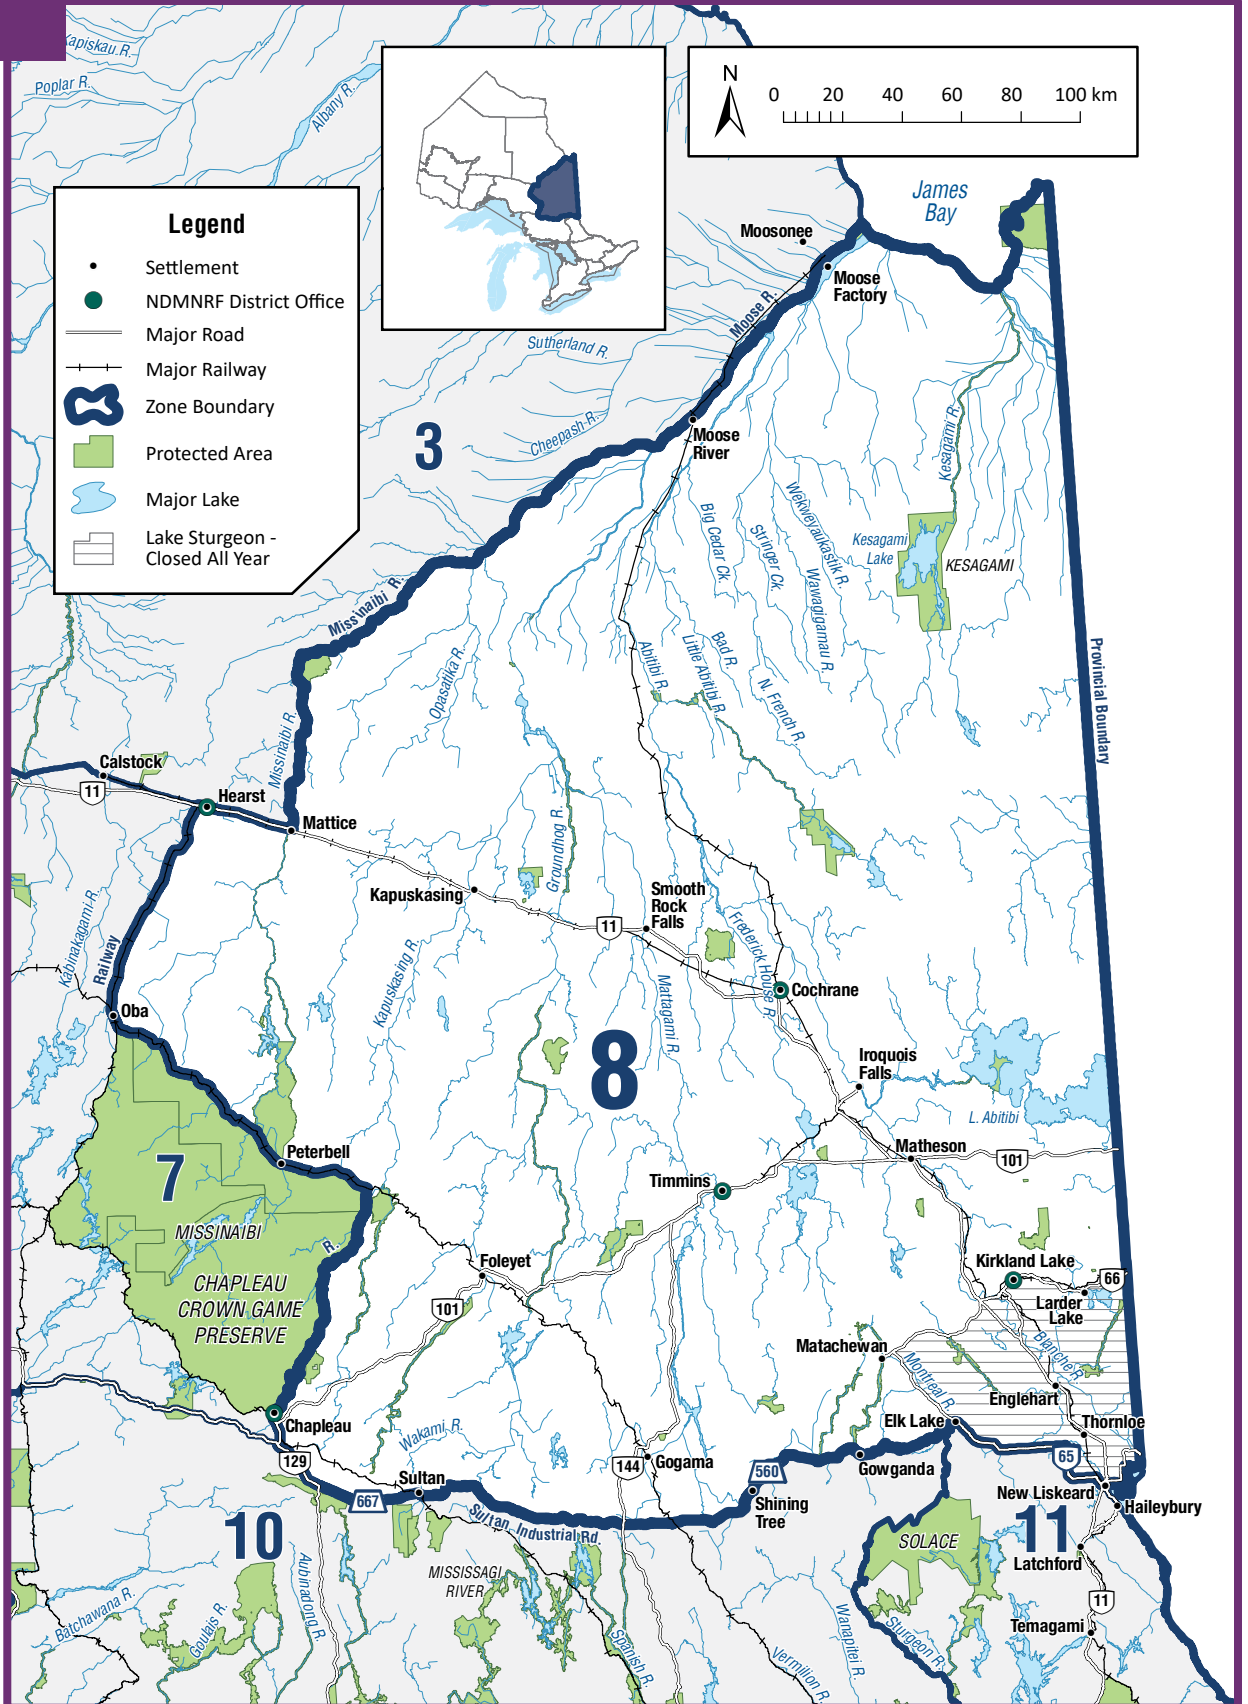 Kapiskau R.
Poplar R.
Albany R.
N
0 20 40 60 80 100 km
James
Bay
Legend
Settlement
NDMNRF District Office
Major Road
Major Railway
Zone Boundary
Protected Area
Major Lake
Lake Sturgeon -
Closed All Year
Moosonee
Moose
Factory
Moose R.
Sutherland R.
Cheepash R.
3
Moose
River
Kesagami R.
Big Cedar Ck.
Stringer Ck.
Wekweyaukastik R.
Wawagigamau R.
Kesagami
Lake
KESAGAMI
Missinaibi R.
Opasatika R.
Abitibi R.
Little Abitibi R.
Bad R.
N. French R.
Provincial Boundary
Missinaibi R.
Calstock
11
Hearst
Mattice
Groundhog R.
Kapuskasing
Smooth
Rock
Falls
11
Kabinakagami R.
Railway
Oba
Kapuskasing R.
Mattagami R.
Frederick House R.
Cochrane
8
Iroquois
Falls
L. Abitibi
Matheson
101
Peterbell
7
MISSINAIBI
Timmins
R.
CHAPLEAU
CROWN GAME
PRESERVE
Foleyet
101
Kirkland Lake
66
Larder
Lake
Blanche R.
Matachewan
Montreal R.
Englehart
Elk Lake
Thornloe
Chapleau
Wakami R.
129
144
Gogama
560
Gowganda
65
Sultan
667
Shining
Tree
New Liskeard
Haileybury
Sultan Industrial Rd.
10
SOLACE
11
Latchford
MISSISSAGI
RIVER
Aubinadong R.
Batchawana R.
Goulais R.
Spanish R.
Vermilion R.
Wanapitei R.
Sturgeon R.
11
Temagami